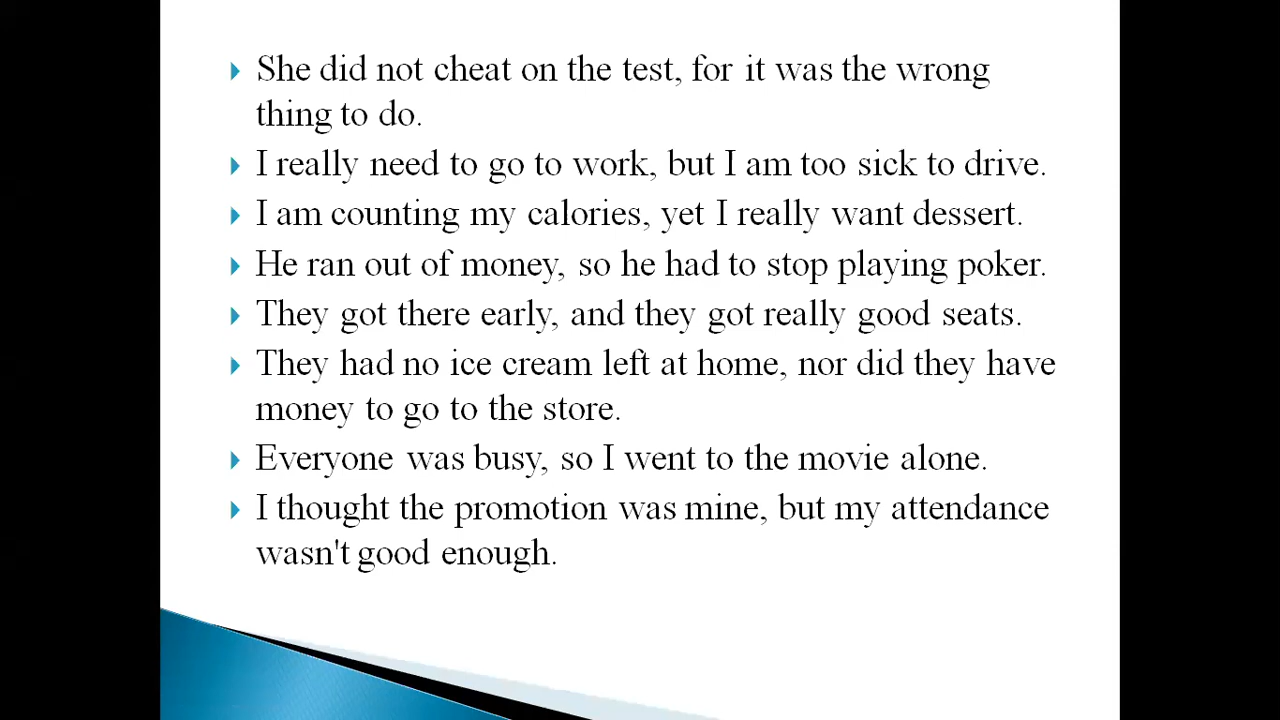 She did not cheat on the test, for it was the wrong
thing to do.
I really need to go to work, but I am too sick to drive.
I am counting my calories, yet I really want dessert.
He ran out of money, so he had to stop playing poker.
They got there early, and they got really good seats.
They had no ice cream left at home, nor did they have
money to go to the store.
Everyone was busy, so I went to the movie alone.
I thought the promotion was mine, but my attendance
wasn't good enough.